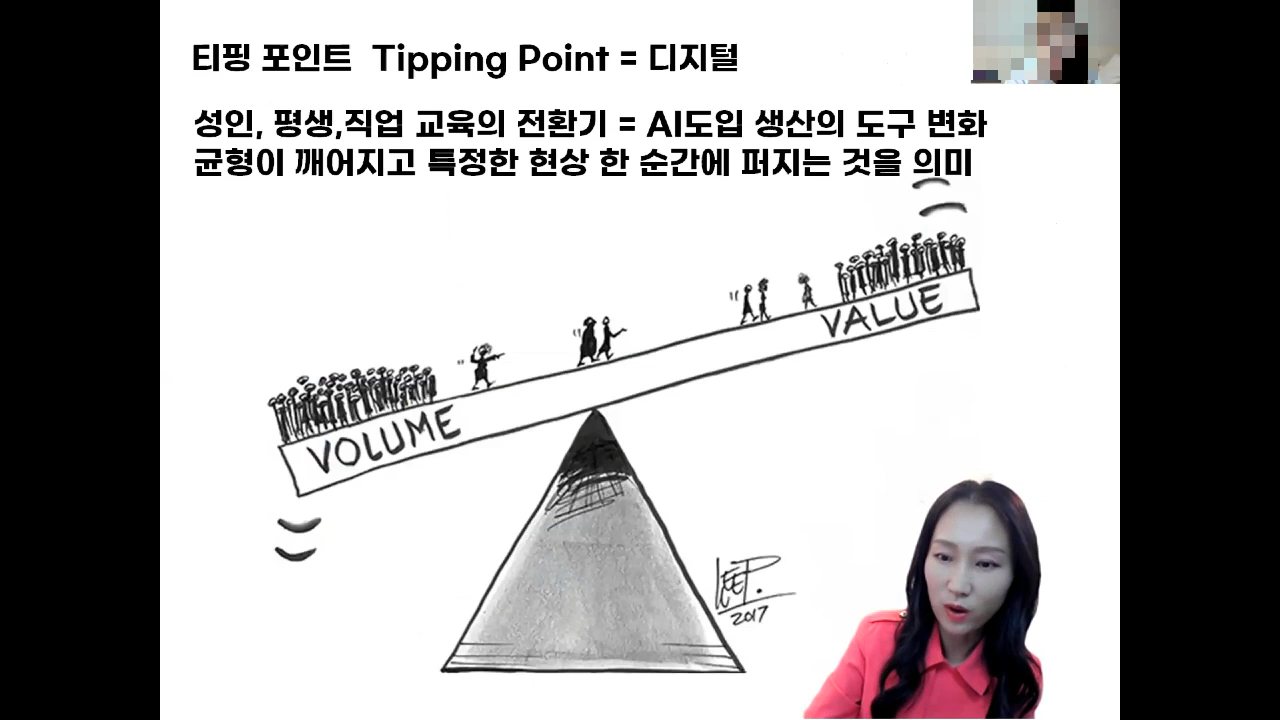 티핑 포인트 Tipping Point = 디지털
성인, 평생,직업 교육의 전환기 = AI도입 생산의 도구 변화
균형이 깨어지고 특정한 현상 한 순간에 퍼지는 것을 의미
VALUE
VOLUME
2017